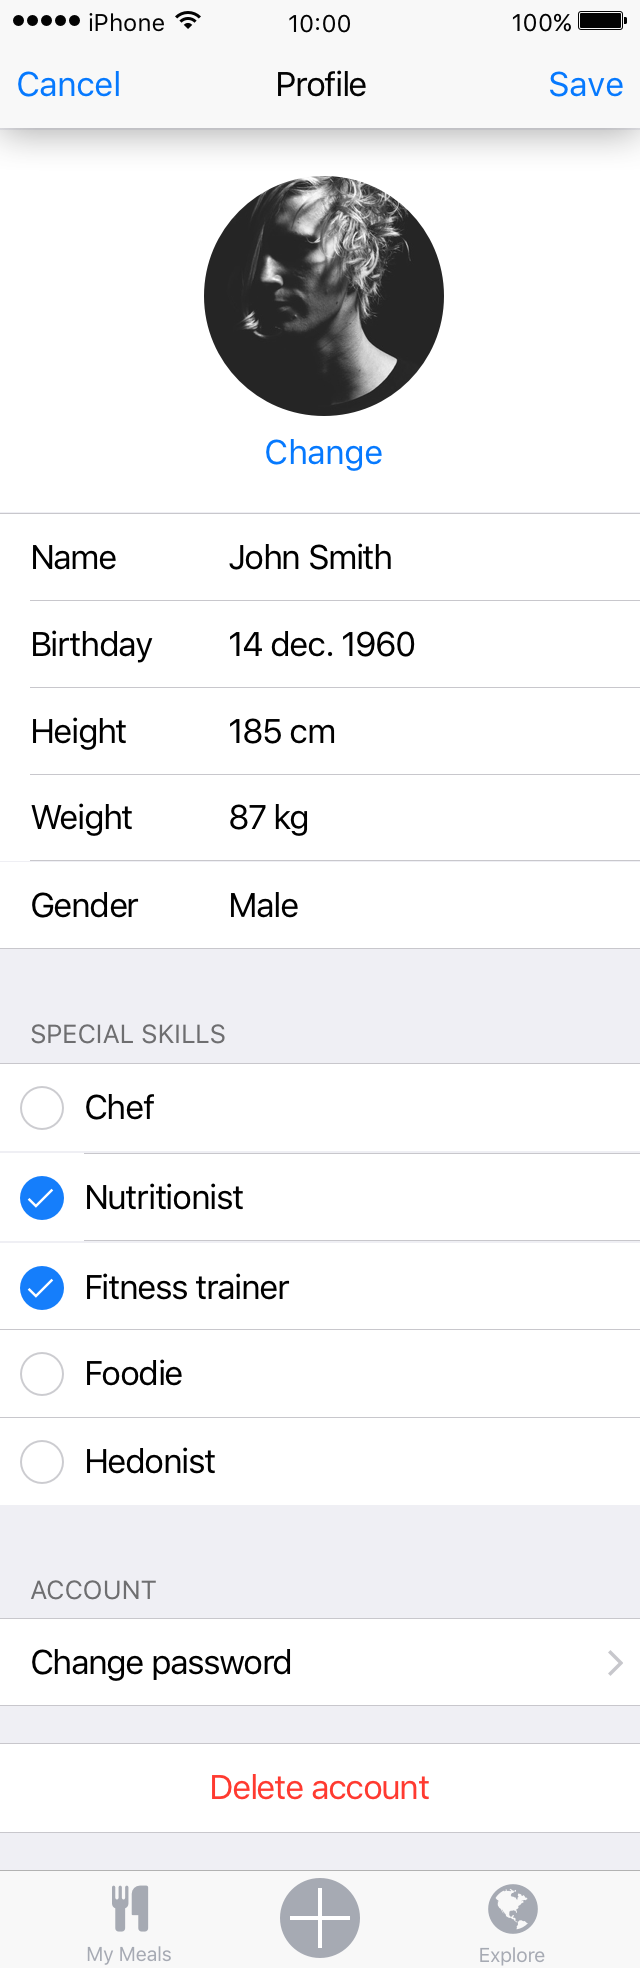 iPhone 10:00 100%
Cancel Profile Save
Change
Name John Smith
Birthday 14 dec. 1960
Height 185 cm
Weight 87 kg
Gender Male
SPECIAL SKILLS
Chef
Nutritionist
Fitness trainer
Foodie
Hedonist
ACCOUNT
Change password
Delete account
My Meals Explore